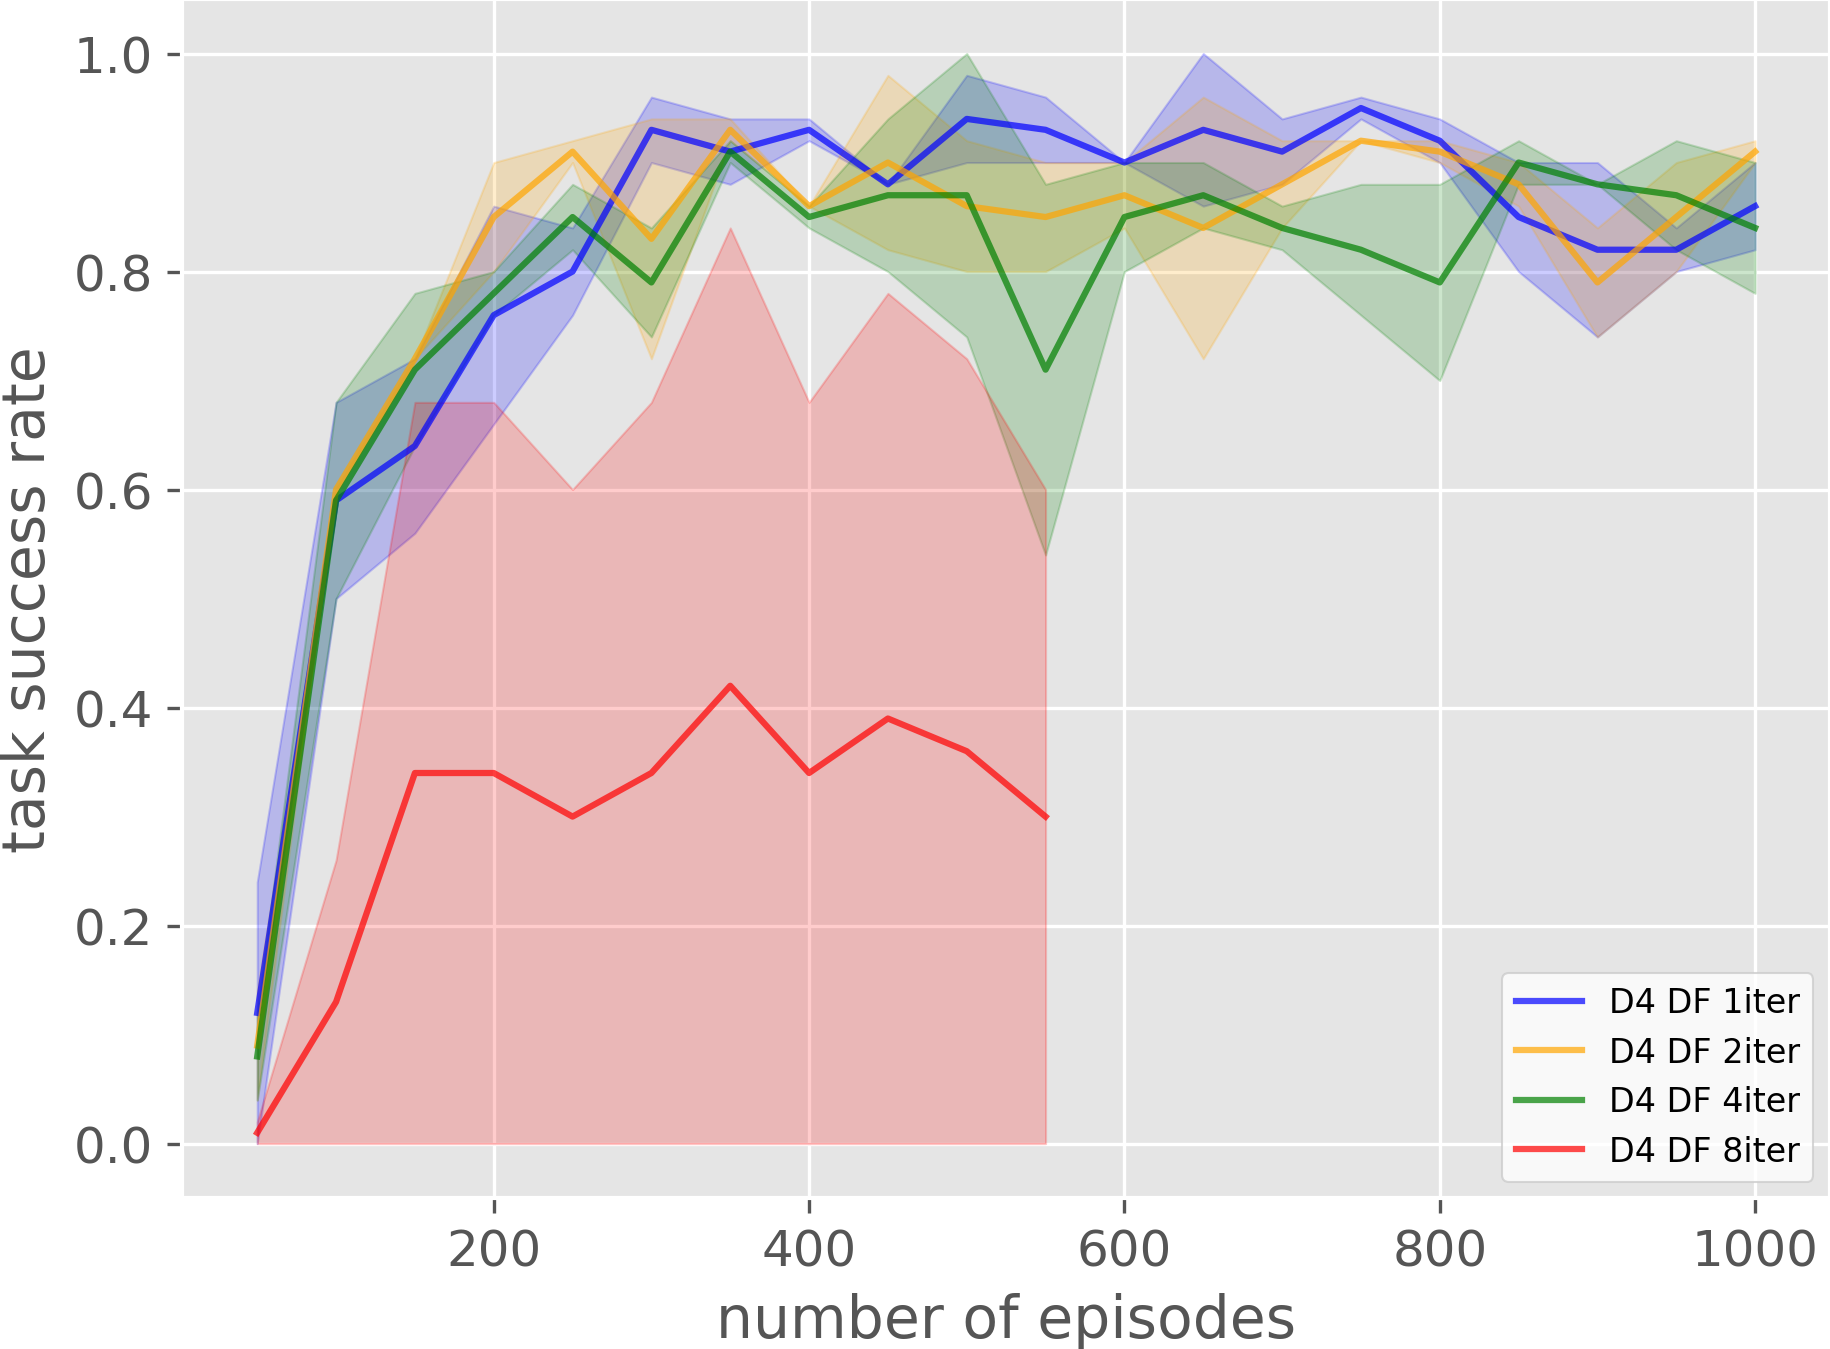 1.0
0.8
0.6
0.4
0.2
0.0
task success rate
200 400 600 800 1000
number of episodes
D4 DF 1iter
D4 DF 2iter
D4 DF 4iter
D4 DF 8iter